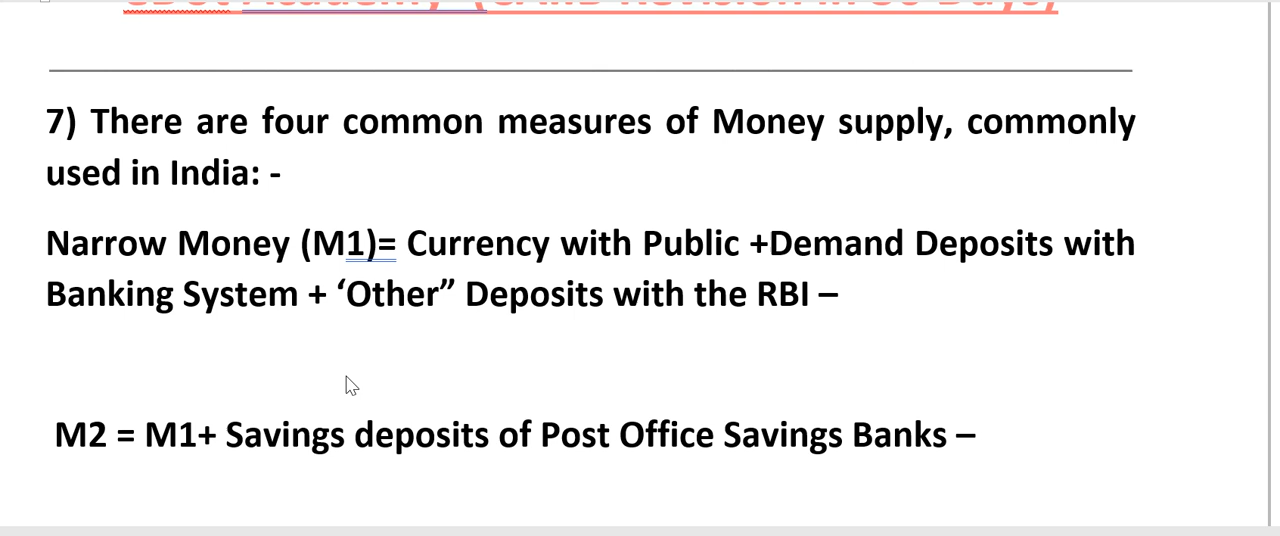 7) There are four common measures of Money supply, commonly
used in India: -
Narrow Money (M1)= Currency with Public +Demand Deposits with
Banking System + ‘Other” Deposits with the RBI –
M2 = M1+ Savings deposits of Post Office Savings Banks –